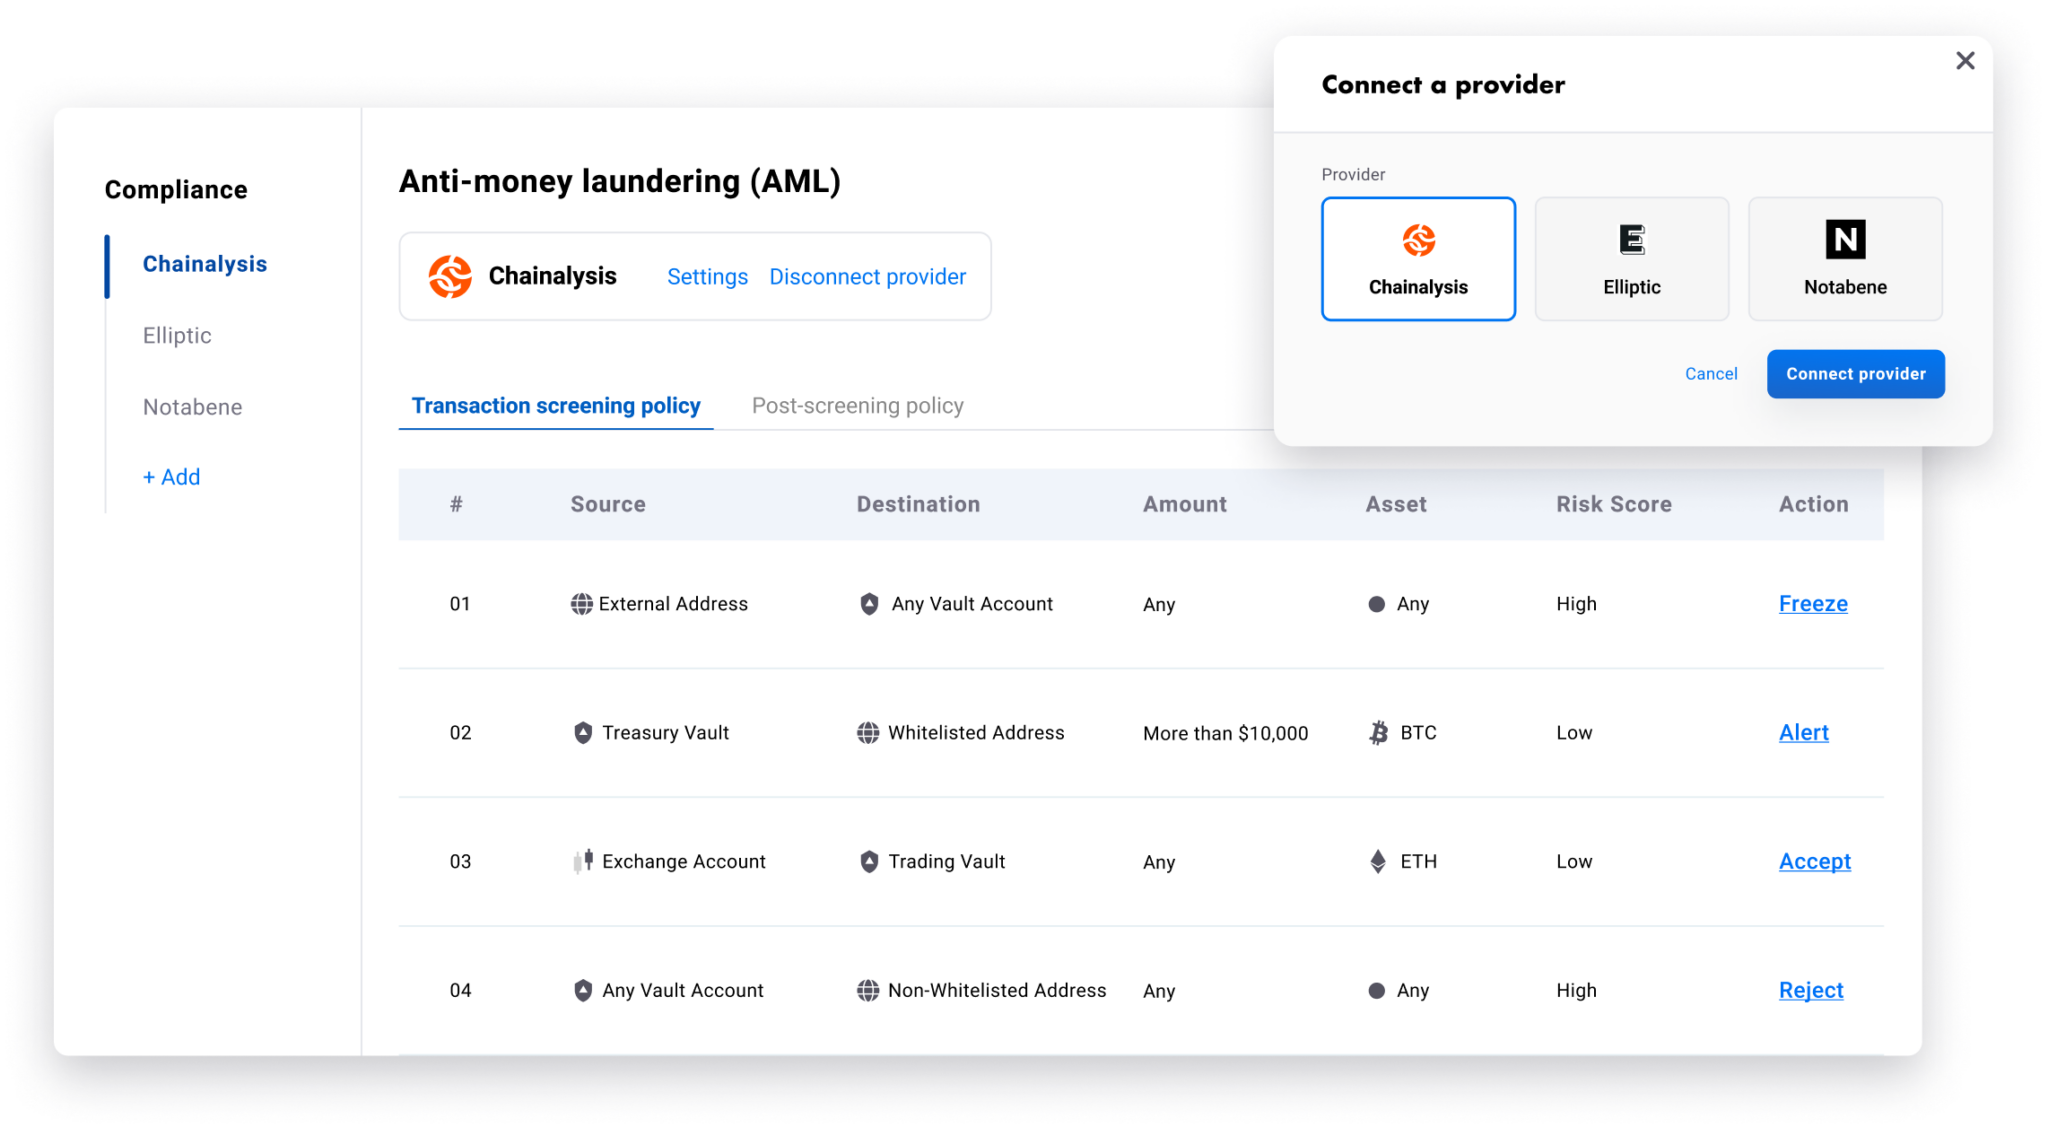 Connect a provider
Provider
Chainalysis
E
Elliptic
N
Notabene
Cancel
Connect provider
Compliance
Chainalysis
Elliptic
Notabene
+ Add
Anti-money laundering (AML)
Chainalysis Settings Disconnect provider
Transaction screening policy Post-screening policy
# Source Destination Amount Asset Risk Score Action
01 External Address Any Vault Account Any Any High Freeze
02 Treasury Vault Whitelisted Address More than $10,000 BTC Low Alert
03 Exchange Account Trading Vault Any ETH Low Accept
04 Any Vault Account Non-Whitelisted Address Any Any High Reject